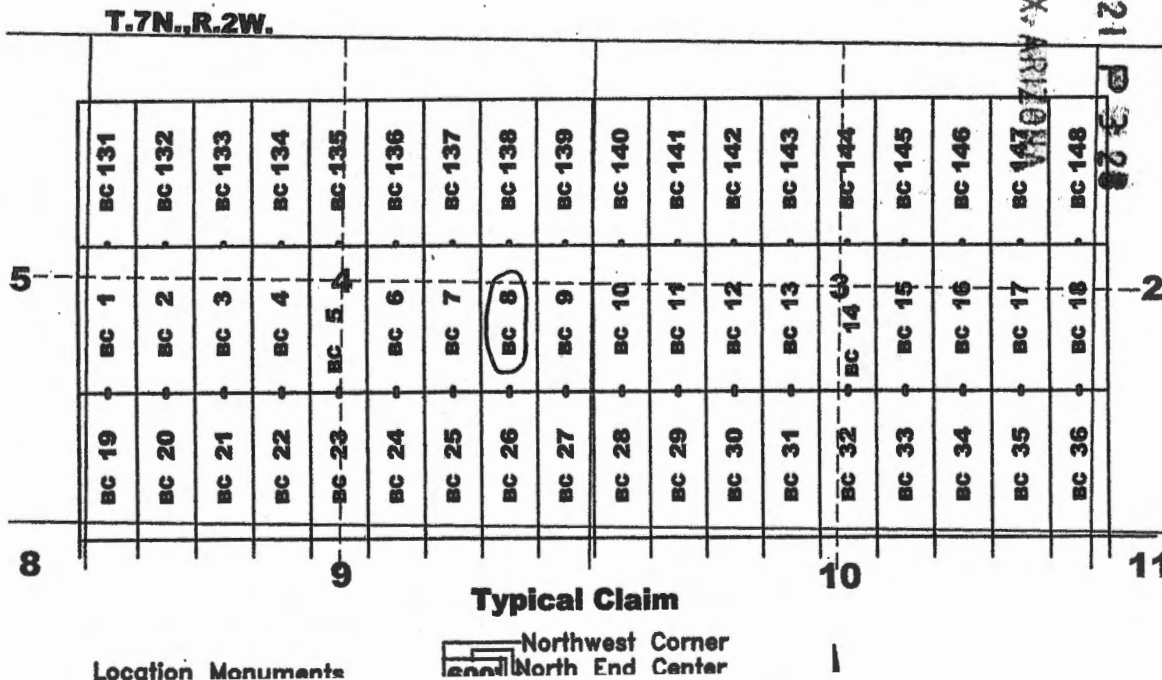 T.7N.,R.2W.
21 P 3: 28
X. ARIZONA
BC 131 BC 132 BC 133 BC 134 BC 135 BC 136 BC 137 BC 138 BC 139 BC 140 BC 141 BC 142 BC 143 BC 144 BC 145 BC 146 BC 147 BC 148
5 4 3 2
BC 1 BC 2 BC 3 BC 4 BC 5 BC 6 BC 7 BC 8 BC 9 BC 10 BC 11 BC 12 BC 13 BC 14 BC 15 BC 16 BC 17 BC 18
BC 19 BC 20 BC 21 BC 22 BC 23 BC 24 BC 25 BC 26 BC 27 BC 28 BC 29 BC 30 BC 31 BC 32 BC 33 BC 34 BC 35 BC 36
8 9 10 11
Typical Claim
Northwest Corner
Location Monuments 600' North End Center